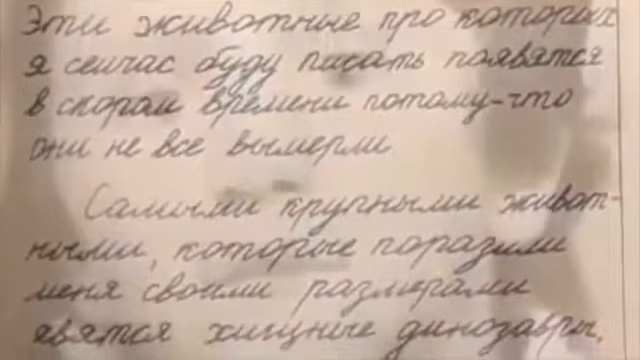 Эти животные про которых
я сейчас буду писать появятся
в скором времени потому-что
они не все вымерли
Самыми крупными живот-
ными, которые поразили
меня своими размерами
явятся хищные динозавры.